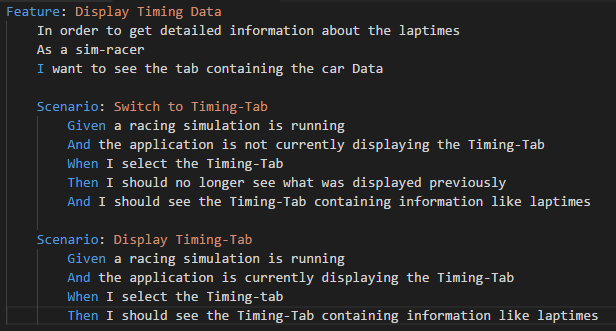 Feature: Display Timing Data
In order to get detailed information about the laptimes
As a sim-racer
I want to see the tab containing the car Data
Scenario: Switch to Timing-Tab
Given a racing simulation is running
And the application is not currently displaying the Timing-Tab
When I select the Timing-Tab
Then I should no longer see what was displayed previously
And I should see the Timing-Tab containing information like laptimes
Scenario: Display Timing-Tab
Given a racing simulation is running
And the application is currently displaying the Timing-Tab
When I select the Timing-tab
Then I should see the Timing-Tab containing information like laptimes